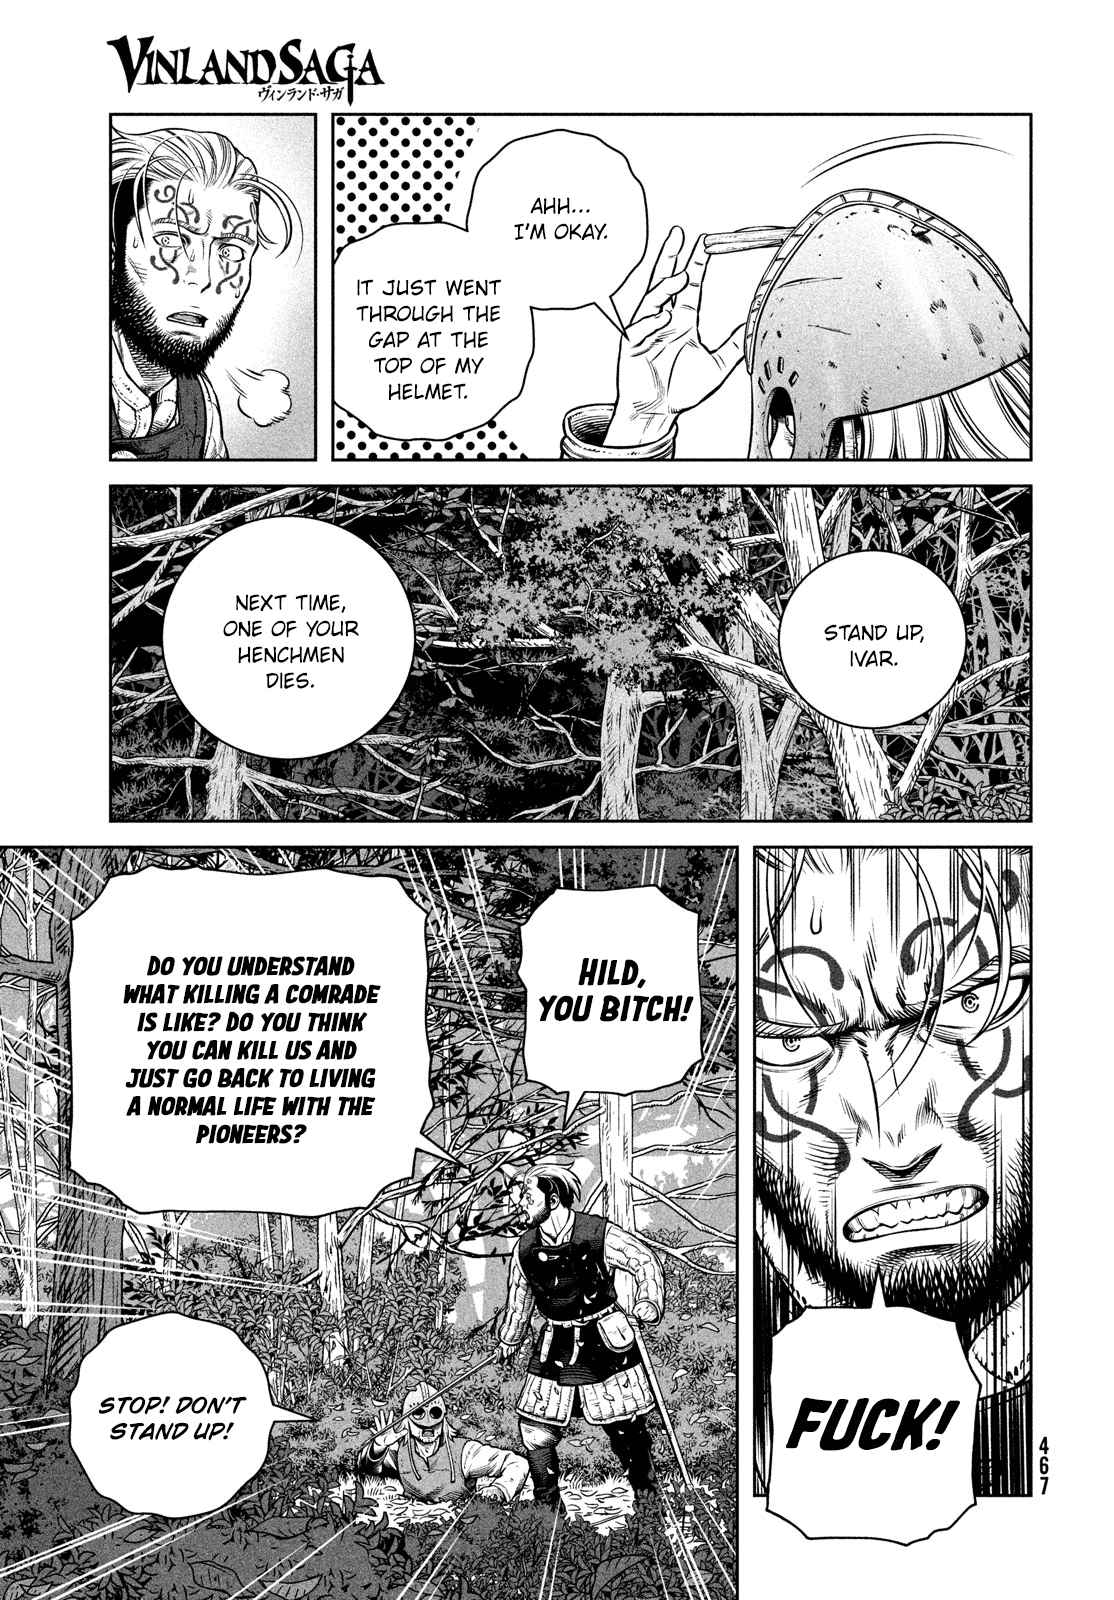 VINLAND SAGA
ヴィンランド・サガ
AHH...
I'M OKAY.
IT JUST WENT
THROUGH THE
GAP AT THE
TOP OF MY
HELMET.
STAND UP,
IVAR.
NEXT TIME,
ONE OF YOUR
HENCHMEN
DIES.
FUCK!
HILD,
YOU BITCH!
DO YOU UNDERSTAND
WHAT KILLING A COMRADE
IS LIKE? DO YOU THINK
YOU CAN KILL US AND
JUST GO BACK TO LIVING
A NORMAL LIFE WITH THE
PIONEERS?
STOP! DON'T
STAND UP!
467